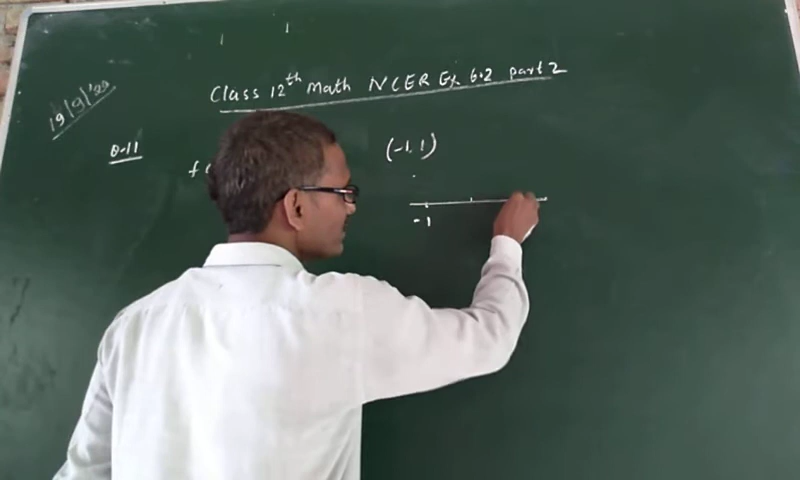 Class 12th Math NCER Ex 6.2 part 2
19/9/'23
Q.11
f (-1, 1)
-1